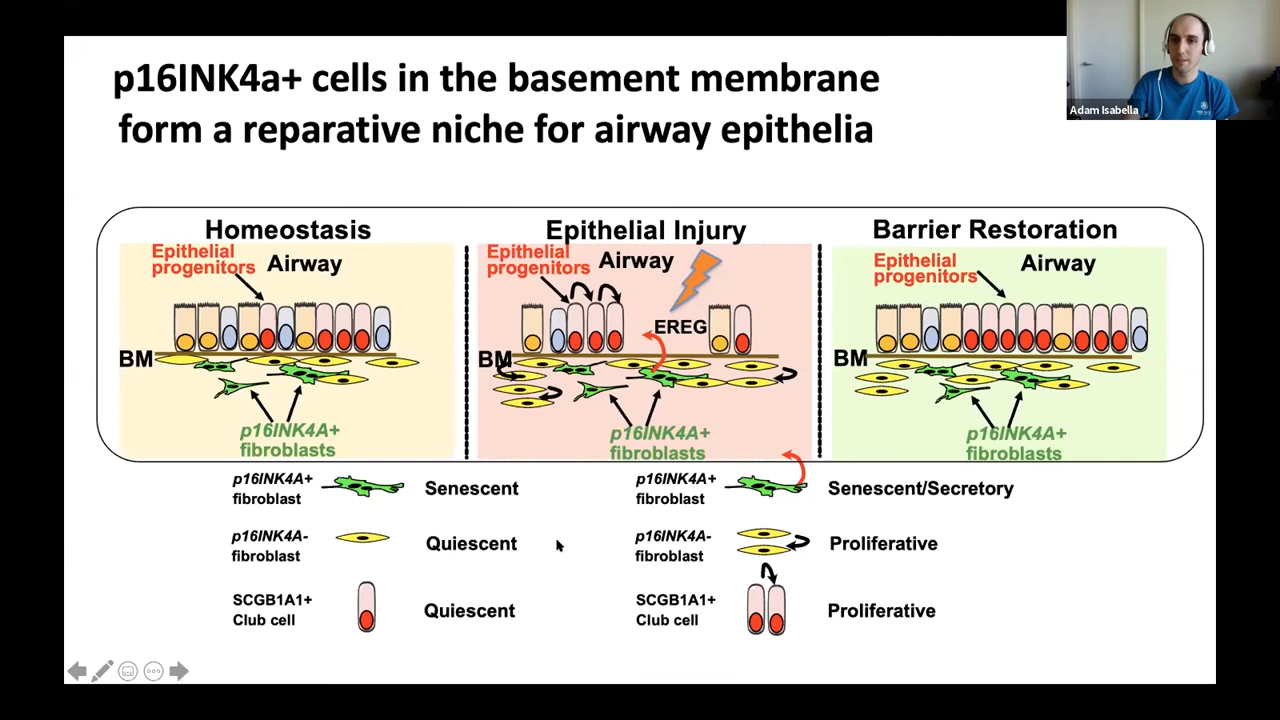 p16INK4a+ cells in the basement membrane
form a reparative niche for airway epithelia
Adam Isabella
Homeostasis
Epithelial
progenitors
Airway
BM
p16INK4A+
fibroblasts
Epithelial Injury
Epithelial
progenitors
Airway
EREG
BM
p16INK4A+
fibroblasts
Barrier Restoration
Epithelial
progenitors
Airway
BM
p16INK4A+
fibroblasts
p16INK4A+
fibroblast
Senescent
p16INK4A-
fibroblast
Quiescent
SCGB1A1+
Club cell
Quiescent
p16INK4A+
fibroblast
Senescent/Secretory
p16INK4A-
fibroblast
Proliferative
SCGB1A1+
Club cell
Proliferative